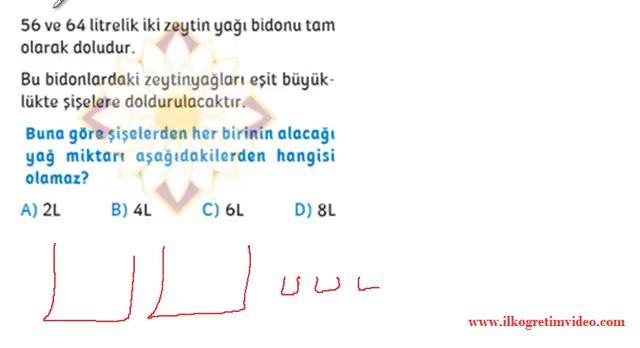 56 ve 64 litrelik iki zeytin yağı bidonu tam
olarak doludur.
Bu bidonlardaki zeytinyağları eşit büyük-
lükte şişelere doldurulacaktır.
Buna göre şişelerden her birinin alacağı
yağ miktarı aşağıdakilerden hangisi
olamaz?
A) 2L B) 4L C) 6L D) 8L
www.ilkogretimvideo.com